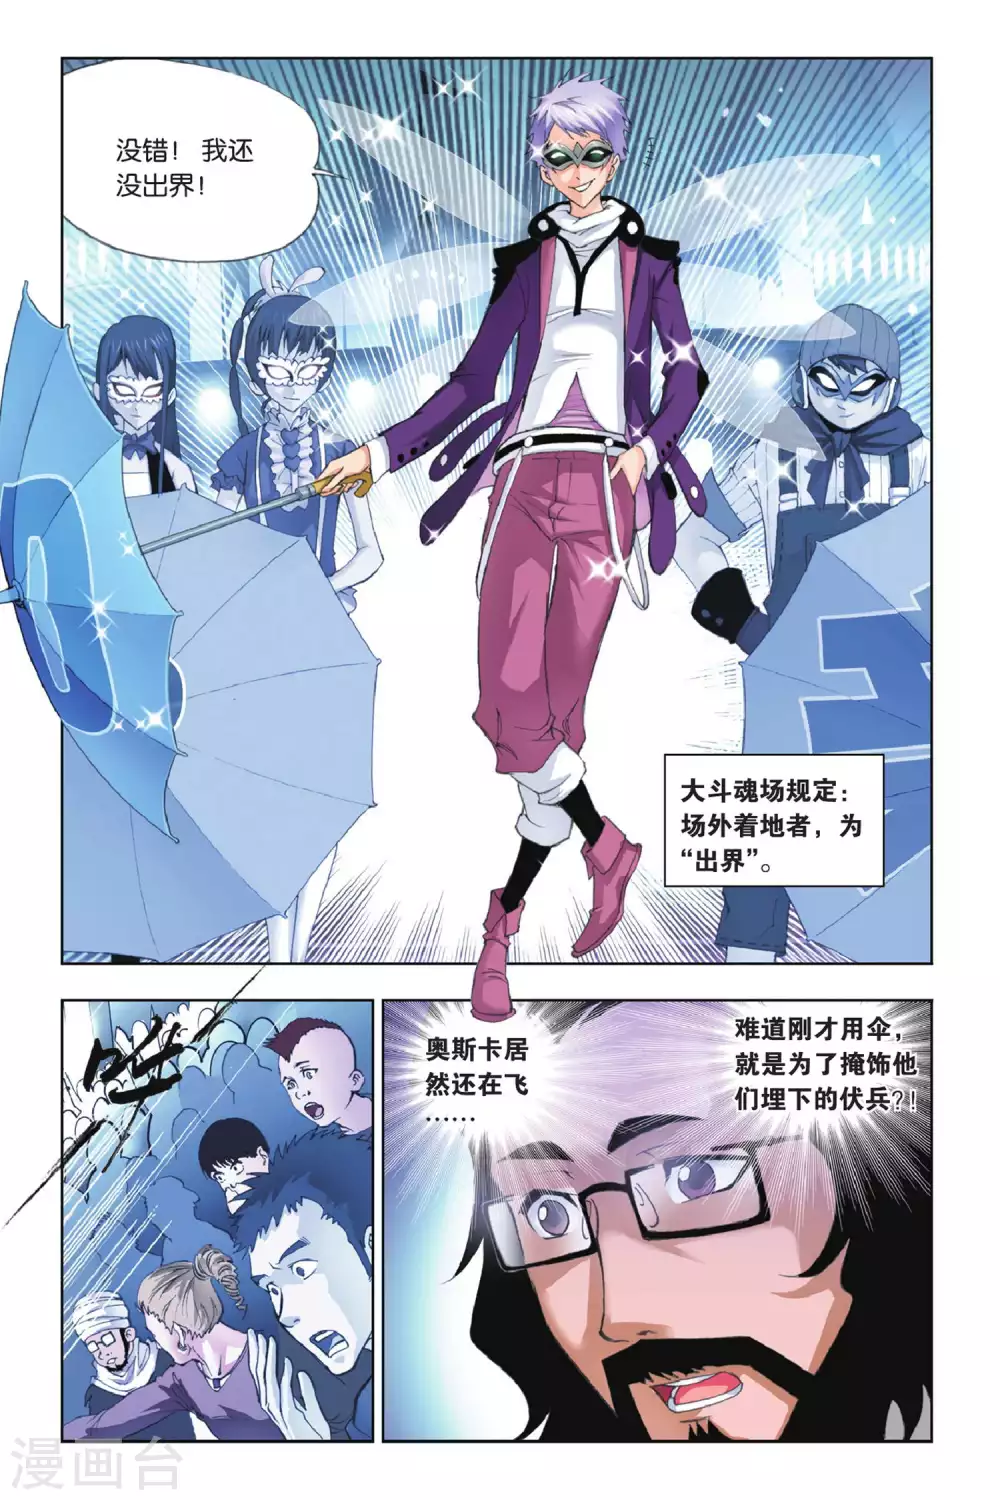 没错！我还
没出界！
大斗魂场规定：
场外着地者，为
“出界”。
哗
奥斯卡居
然还在飞
……
难道刚才用伞，
就是为了掩饰他
们埋下的伏兵?!
漫画台